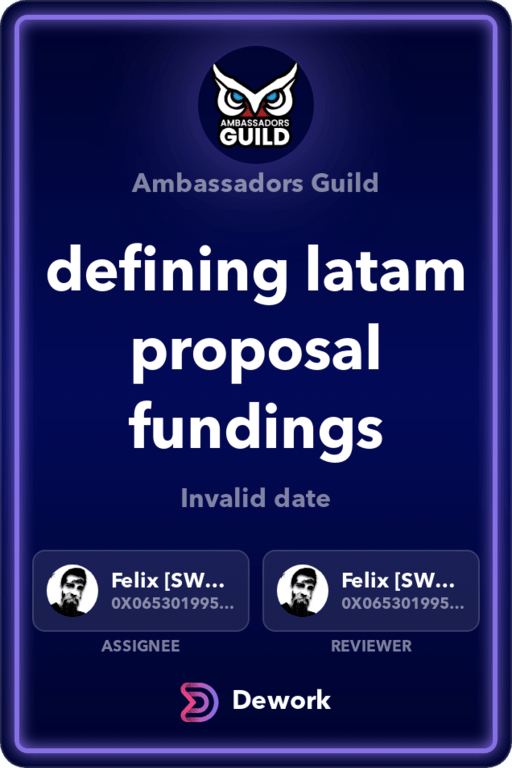 AMBASSADORS
GUILD
Ambassadors Guild
defining latam
proposal
fundings
Invalid date
Felix [SW...
0X065301995...
ASSIGNEE
Felix [SW...
0X065301995...
REVIEWER
Dework